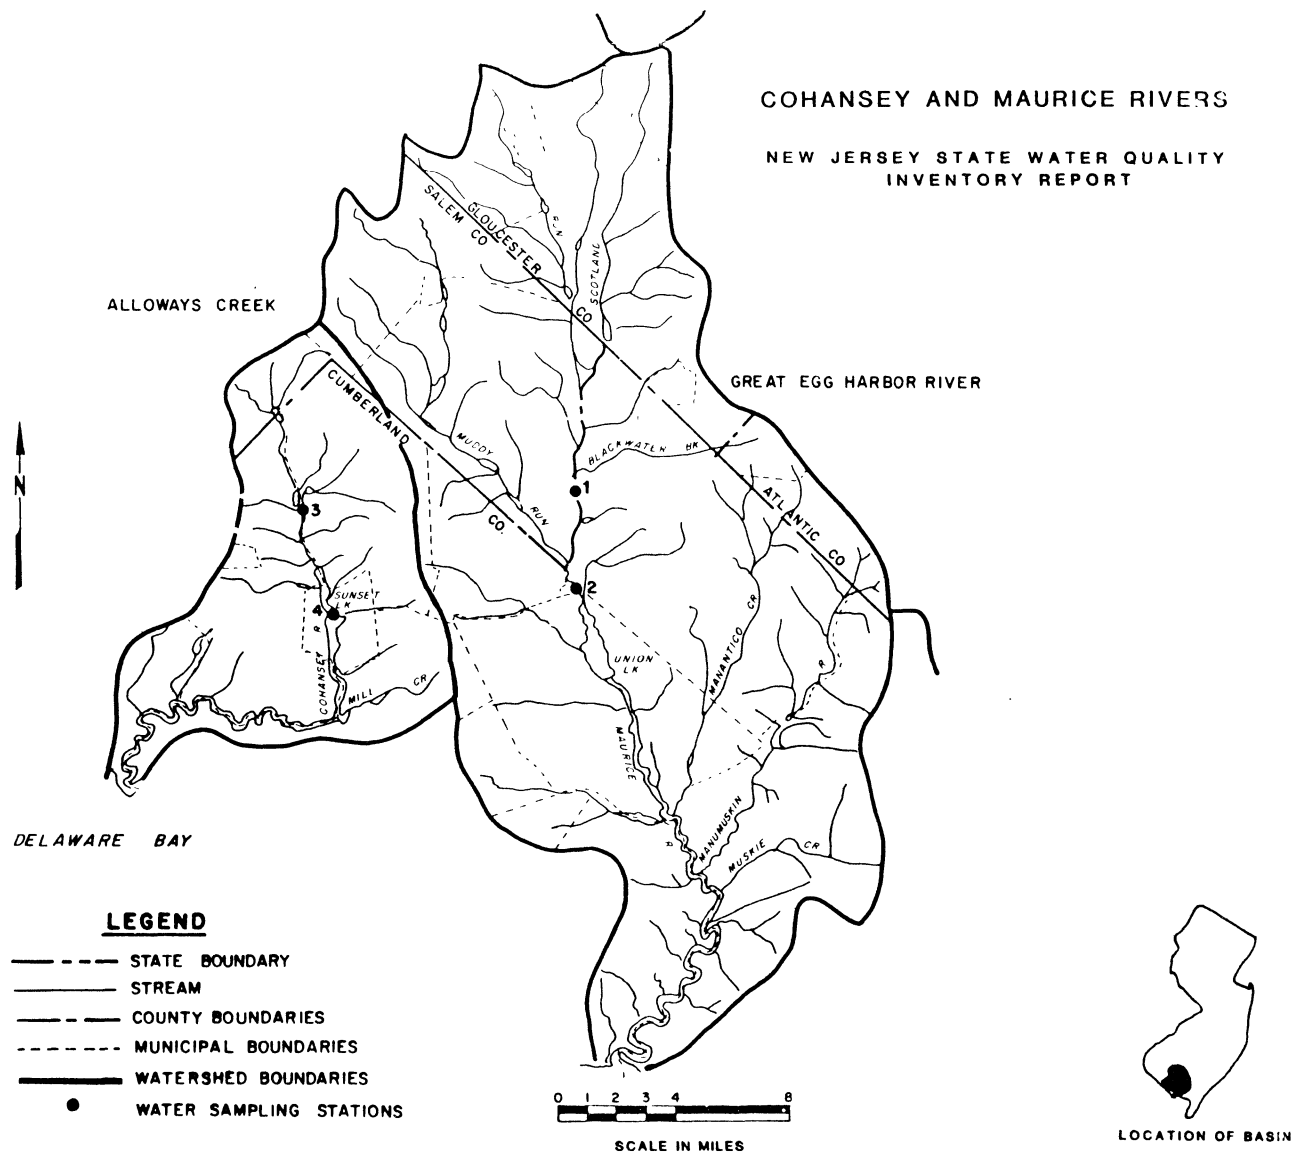 COHANSEY AND MAURICE RIVERS
NEW JERSEY STATE WATER QUALITY
INVENTORY REPORT
SALEM CO
GLOUCESTER CO
RUN
SCOTLAND
ALLOWAYS CREEK
GREAT EGG HARBOR RIVER
CUMBERLAND CO.
MUDDY RUN
BLACKWATER BK
ATLANTIC CO
N
1
3
2
4
SUNSET
LK
COHANSEY R
MILL CR
UNION
LK
MANANTICO CR
R
MAURICE R
MANUMUSKIN
MUSKIE CR
DELAWARE BAY
LEGEND
STATE BOUNDARY
STREAM
COUNTY BOUNDARIES
MUNICIPAL BOUNDARIES
WATERSHED BOUNDARIES
WATER SAMPLING STATIONS
0 1 2 3 4 8
SCALE IN MILES
LOCATION OF BASIN